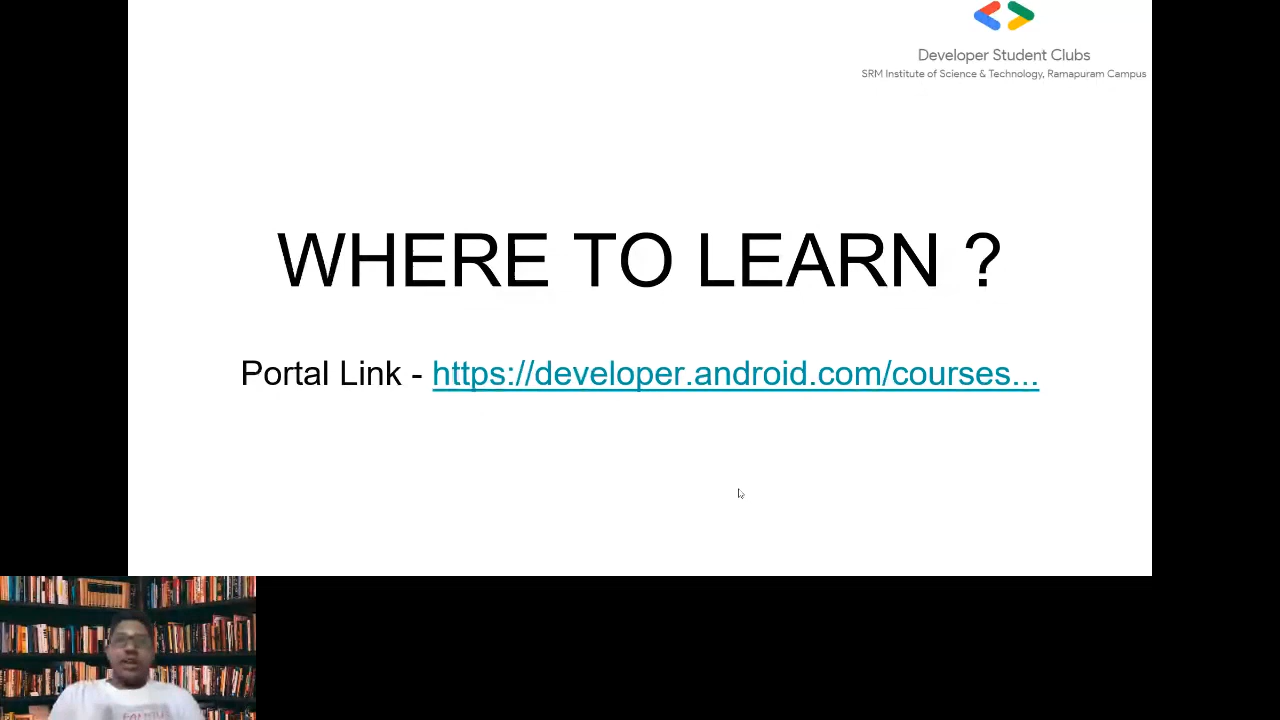 Developer Student Clubs
SRM Institute of Science & Technology, Ramapuram Campus
WHERE TO LEARN ?
Portal Link - https://developer.android.com/courses...